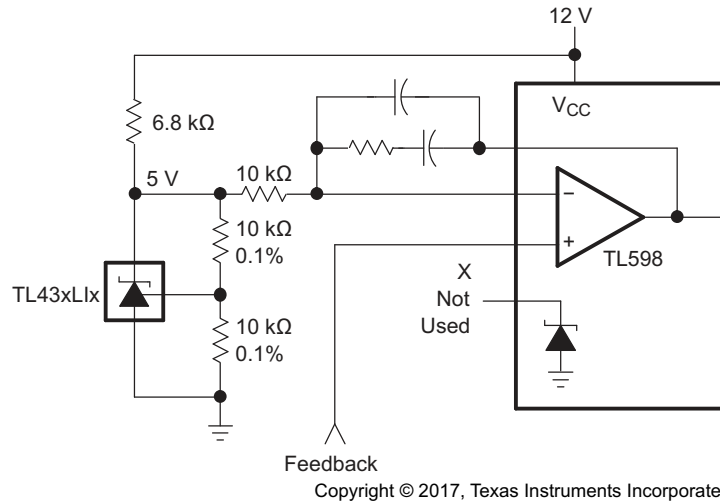 12 V
V_CC
6.8 kΩ
5 V
10 kΩ
10 kΩ
0.1%
TL43xLIx
10 kΩ
0.1%
−
+
TL598
X
Not
Used
Feedback
Copyright © 2017, Texas Instruments Incorporate